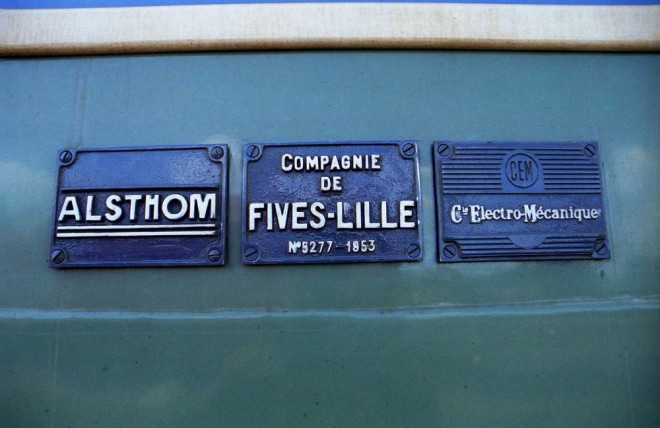 ALSTHOM
COMPAGNIE
DE
FIVES-LILLE
Nº5277-1953
CEM
Cie Electro-Mécanique